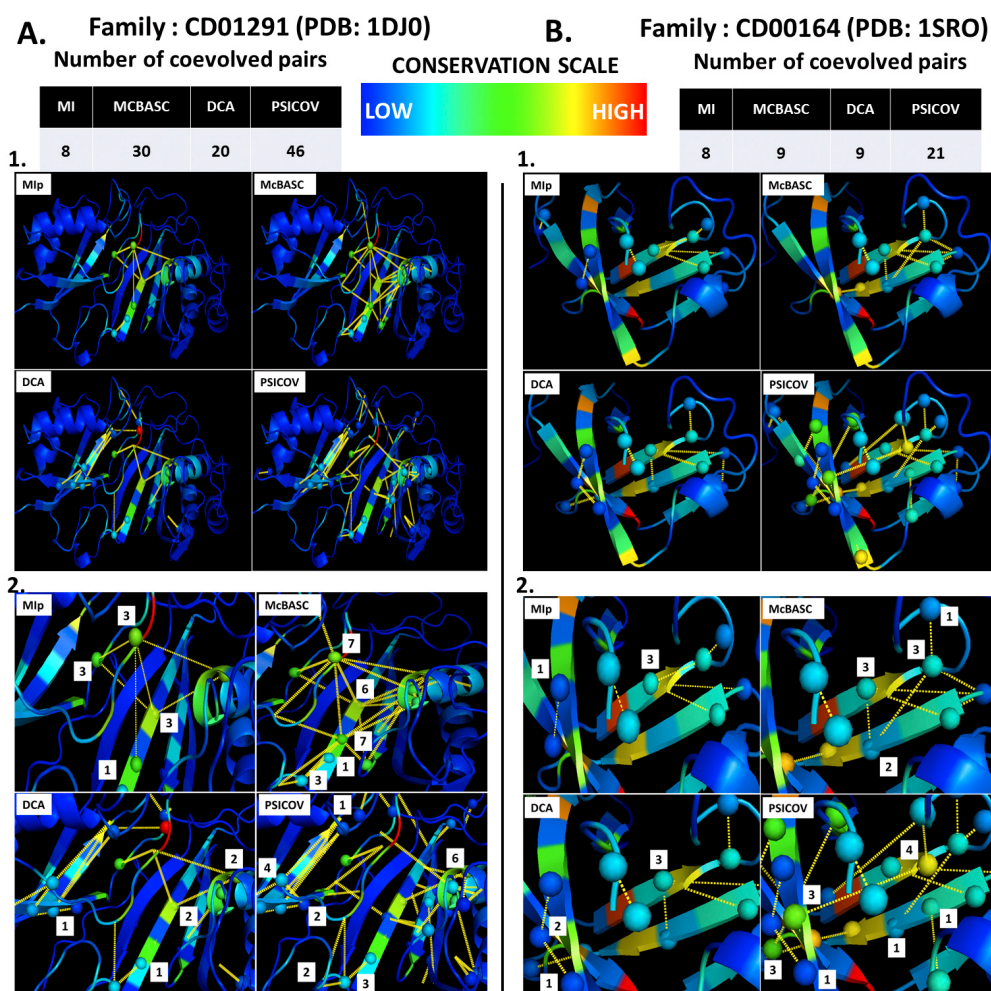 A. Family : CD01291 (PDB: 1DJ0)
Number of coevolved pairs
MI MCBASC DCA PSICOV
8 30 20 46
CONSERVATION SCALE
LOW HIGH
B. Family : CD00164 (PDB: 1SRO)
Number of coevolved pairs
MI MCBASC DCA PSICOV
8 9 9 21
1.
MIp McBASC
DCA PSICOV
2.
MIp
3
3
3
1
McBASC
7
6
7
1
3
DCA
2
2
1
1
PSICOV
1
4
6
2
2
3
1.
MIp McBASC
DCA PSICOV
2.
MIp
3
1
McBASC
1
3
3
2
DCA
3
2
1
PSICOV
4
3
1
1
3
1